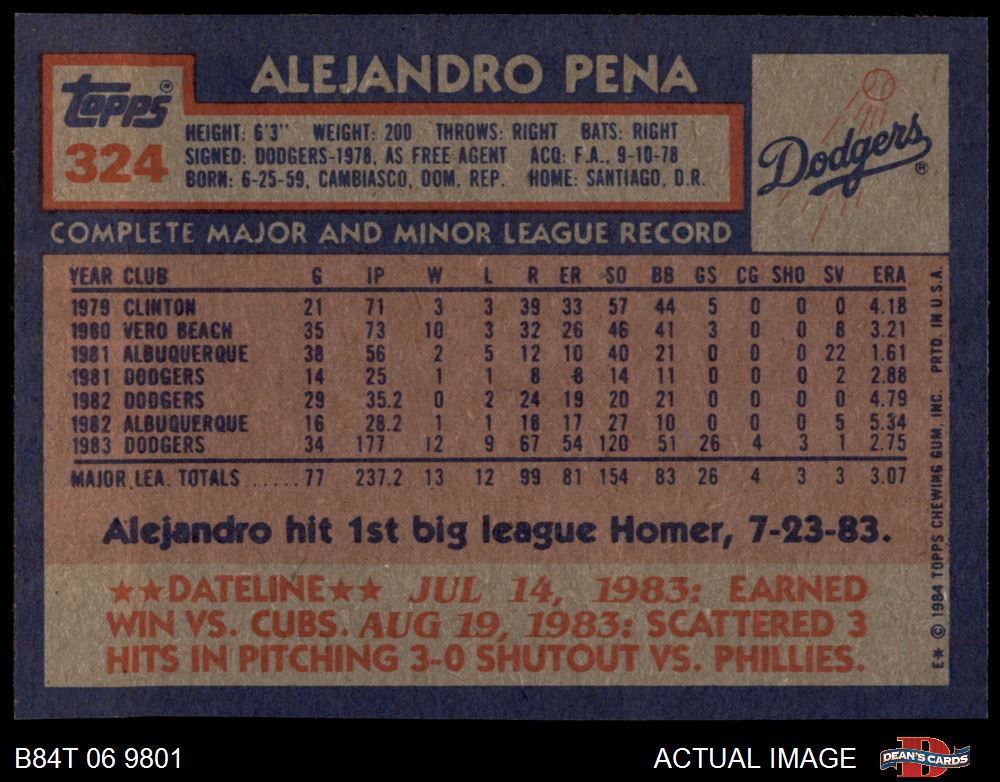 ALEJANDRO PENA
Topps®
324
HEIGHT: 6'3" WEIGHT: 200 THROWS: RIGHT BATS: RIGHT
SIGNED: DODGERS-1978, AS FREE AGENT ACQ: F.A., 9-10-78
BORN: 6-25-59, CAMBIASCO, DOM. REP. HOME: SANTIAGO, D.R.
Dodgers®
COMPLETE MAJOR AND MINOR LEAGUE RECORD
YEAR CLUB G IP W L R ER SO BB GS CG SHO SV ERA
1979 CLINTON 21 71 3 3 39 33 57 44 5 0 0 0 4.18
1980 VERO BEACH 35 73 10 3 32 26 46 41 3 0 0 8 3.21
1981 ALBUQUERQUE 38 56 2 5 12 10 40 21 0 0 0 22 1.61
1981 DODGERS 14 25 1 1 8 8 14 11 0 0 0 2 2.88
1982 DODGERS 29 35.2 0 2 24 19 20 21 0 0 0 0 4.79
1982 ALBUQUERQUE 16 28.2 1 1 18 17 27 10 0 0 0 5 5.34
1983 DODGERS 34 177 12 9 67 54 120 51 26 4 3 1 2.75
MAJOR LEA. TOTALS ......77 237.2 13 12 99 81 154 83 26 4 3 3 3.07
Alejandro hit 1st big league Homer, 7-23-83.
★★DATELINE★★ JUL 14, 1983: EARNED
WIN VS. CUBS. AUG 19, 1983: SCATTERED 3
HITS IN PITCHING 3-0 SHUTOUT VS. PHILLIES.
E★ © 1984 TOPPS CHEWING GUM, INC. PRTD. IN U.S.A.
B84T 06 9801
ACTUAL IMAGE
DEAN'S CARDS